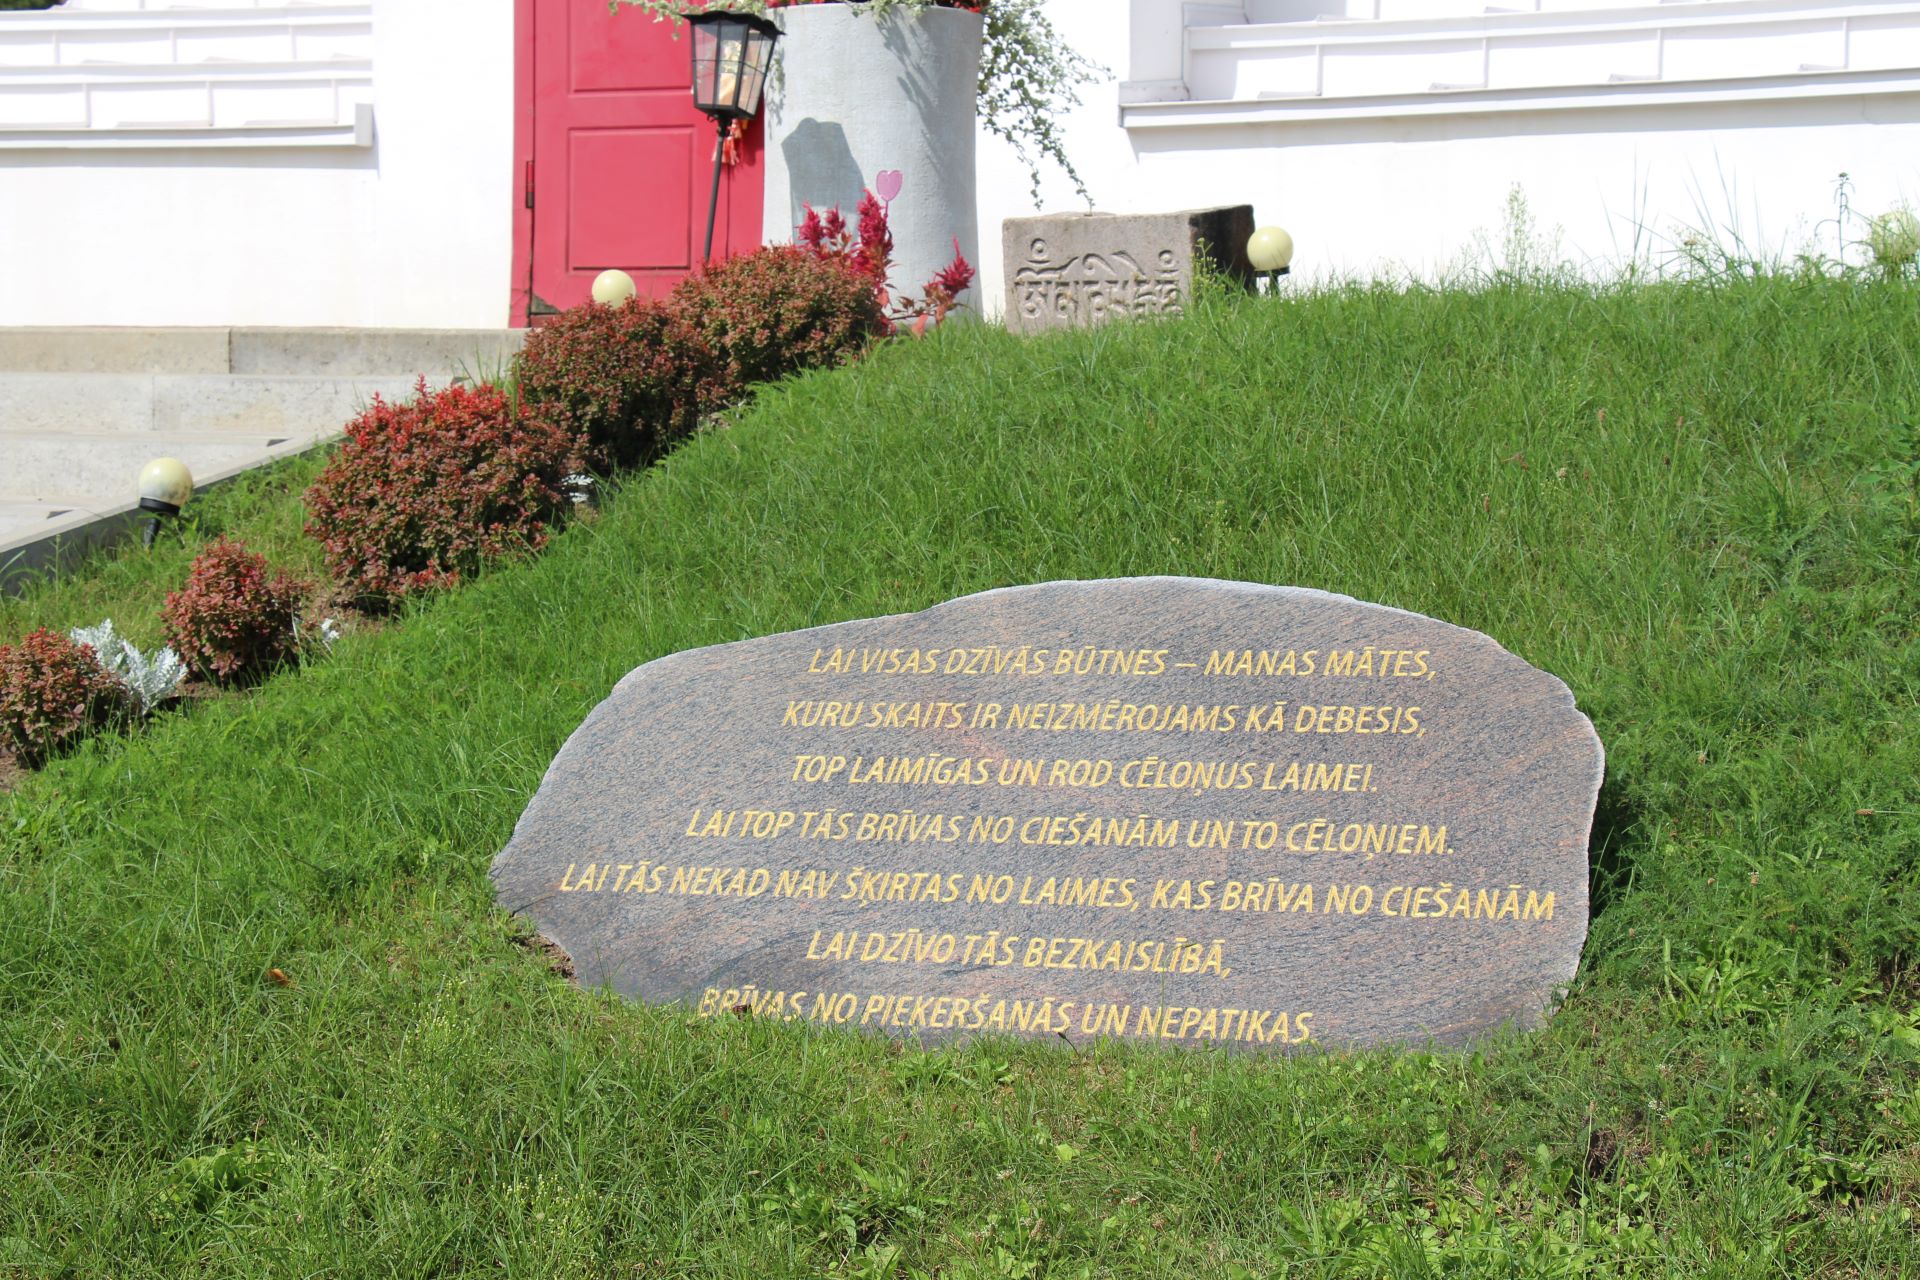 LAI VISAS DZĪVĀS BŪTNES – MANAS MĀTES,
KURU SKAITS IR NEIZMĒROJAMS KĀ DEBESIS,
TOP LAIMĪGAS UN ROD CĒLOŅUS LAIMEI.
LAI TOP TĀS BRĪVAS NO CIEŠANĀM UN TO CĒLOŅIEM.
LAI TĀS NEKAD NAV ŠĶIRTAS NO LAIMES, KAS BRĪVA NO CIEŠANĀM
LAI DZĪVO TĀS BEZKAISLĪBĀ,
BRĪVAS NO PIEĶERŠANĀS UN NEPATIKAS.